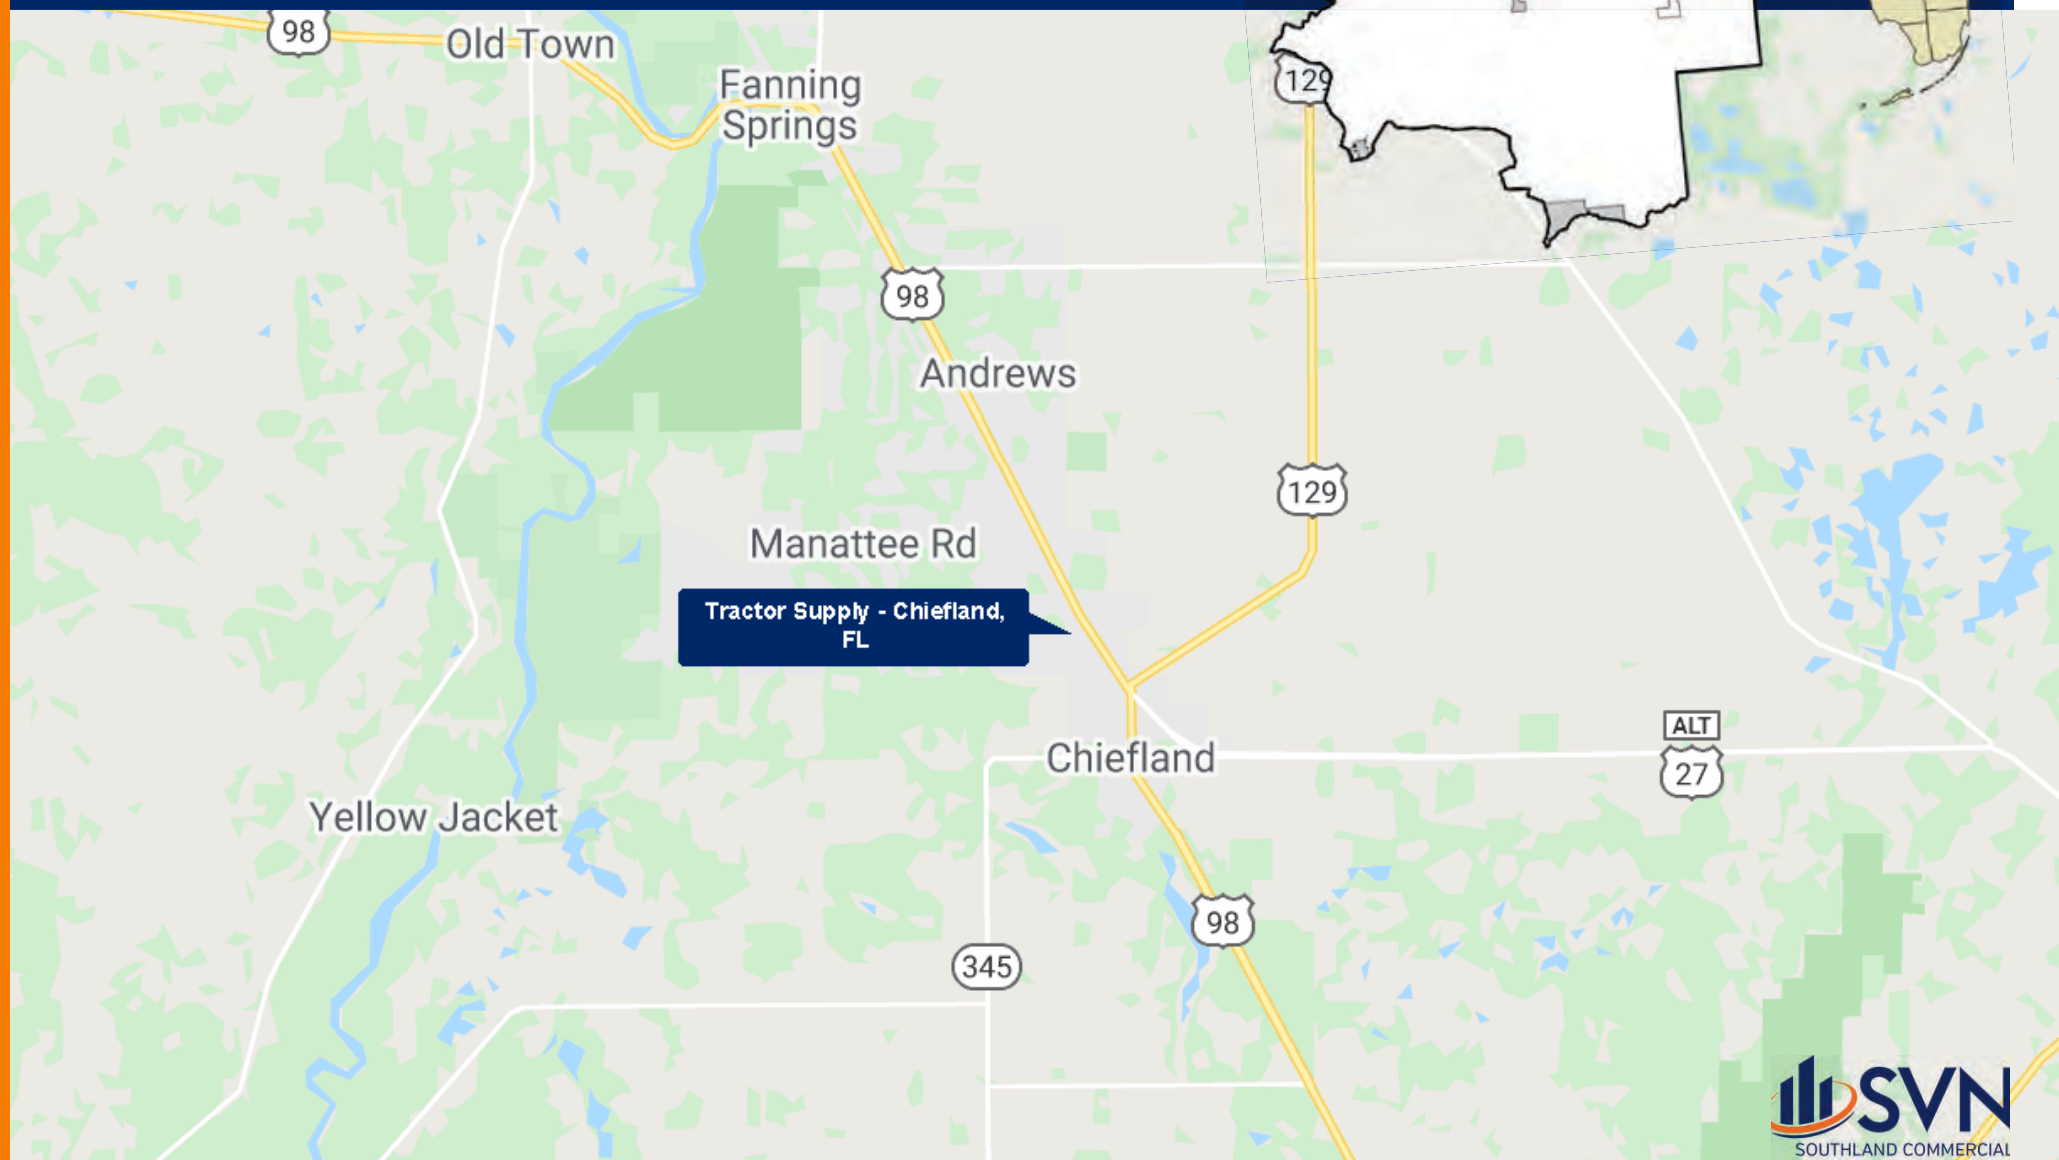 98
Old Town
Fanning
Springs
129
98
Andrews
129
Manattee Rd
Tractor Supply - Chiefland,
FL
ALT
27
Chiefland
Yellow Jacket
98
345
SVN
SOUTHLAND COMMERCIAL